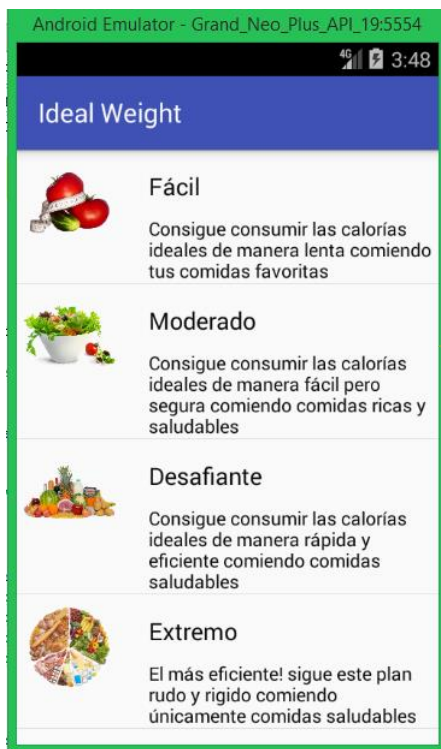 Android Emulator - Grand_Neo_Plus_API_19:5554
4G 3:48
Ideal Weight
Fácil
Consigue consumir las calorías
ideales de manera lenta comiendo
tus comidas favoritas
Moderado
Consigue consumir las calorías
ideales de manera fácil pero
segura comiendo comidas ricas y
saludables
Desafiante
Consigue consumir las calorías
ideales de manera rápida y
eficiente comiendo comidas
saludables
Extremo
El más eficiente! sigue este plan
rudo y rigido comiendo
únicamente comidas saludables